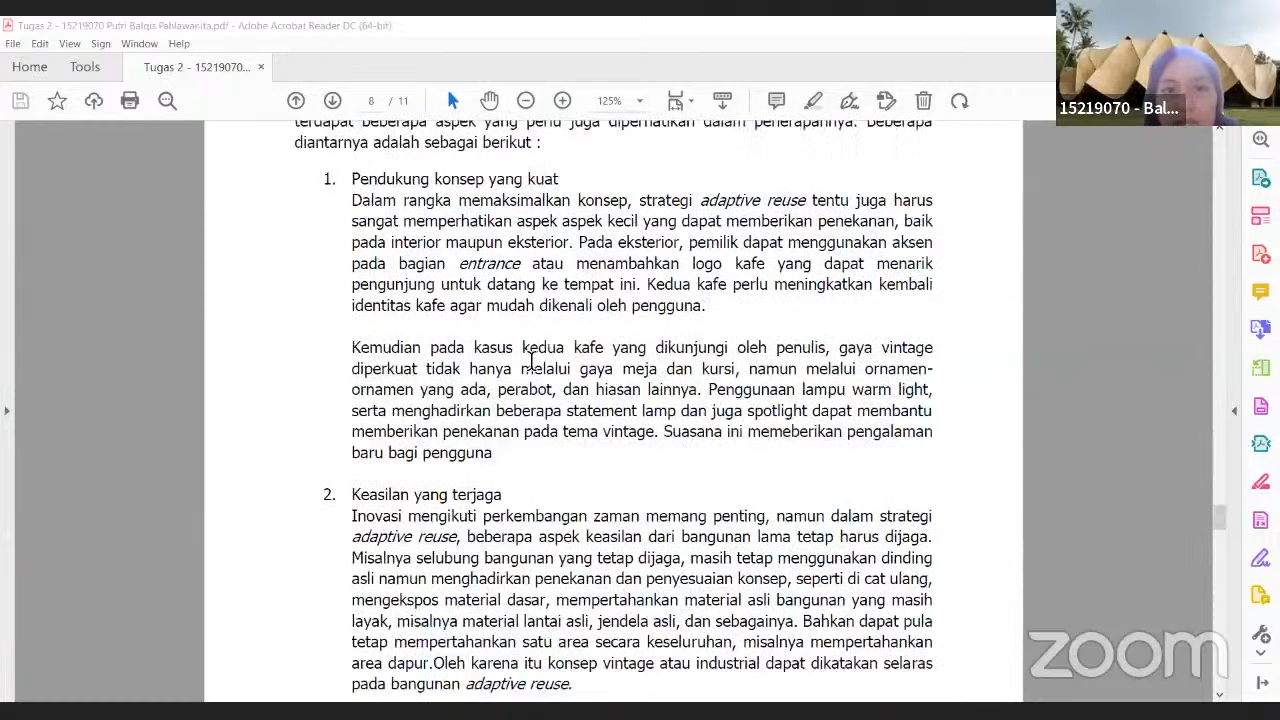 Tugas 2 - 15219070 Putri Balqis Pahlawanita.pdf - Adobe Acrobat Reader DC (64-bit)
File Edit View Sign Window Help
Home Tools Tugas 2 - 15219070... ×
8 / 11 125%
15219070 - Bal...
terdapat beberapa aspek yang perlu juga diperhatikan dalam penerapannya. Beberapa
diantarnya adalah sebagai berikut :
1. Pendukung konsep yang kuat
Dalam rangka memaksimalkan konsep, strategi adaptive reuse tentu juga harus
sangat memperhatikan aspek aspek kecil yang dapat memberikan penekanan, baik
pada interior maupun eksterior. Pada eksterior, pemilik dapat menggunakan aksen
pada bagian entrance atau menambahkan logo kafe yang dapat menarik
pengunjung untuk datang ke tempat ini. Kedua kafe perlu meningkatkan kembali
identitas kafe agar mudah dikenali oleh pengguna.
Kemudian pada kasus kedua kafe yang dikunjungi oleh penulis, gaya vintage
diperkuat tidak hanya melalui gaya meja dan kursi, namun melalui ornamen-
ornamen yang ada, perabot, dan hiasan lainnya. Penggunaan lampu warm light,
serta menghadirkan beberapa statement lamp dan juga spotlight dapat membantu
memberikan penekanan pada tema vintage. Suasana ini memeberikan pengalaman
baru bagi pengguna
2. Keasilan yang terjaga
Inovasi mengikuti perkembangan zaman memang penting, namun dalam strategi
adaptive reuse, beberapa aspek keasilan dari bangunan lama tetap harus dijaga.
Misalnya selubung bangunan yang tetap dijaga, masih tetap menggunakan dinding
asli namun menghadirkan penekanan dan penyesuaian konsep, seperti di cat ulang,
mengekspos material dasar, mempertahankan material asli bangunan yang masih
layak, misalnya material lantai asli, jendela asli, dan sebagainya. Bahkan dapat pula
tetap mempertahankan satu area secara keseluruhan, misalnya mempertahankan
area dapur.Oleh karena itu konsep vintage atau industrial dapat dikatakan selaras
pada bangunan adaptive reuse.
zoom